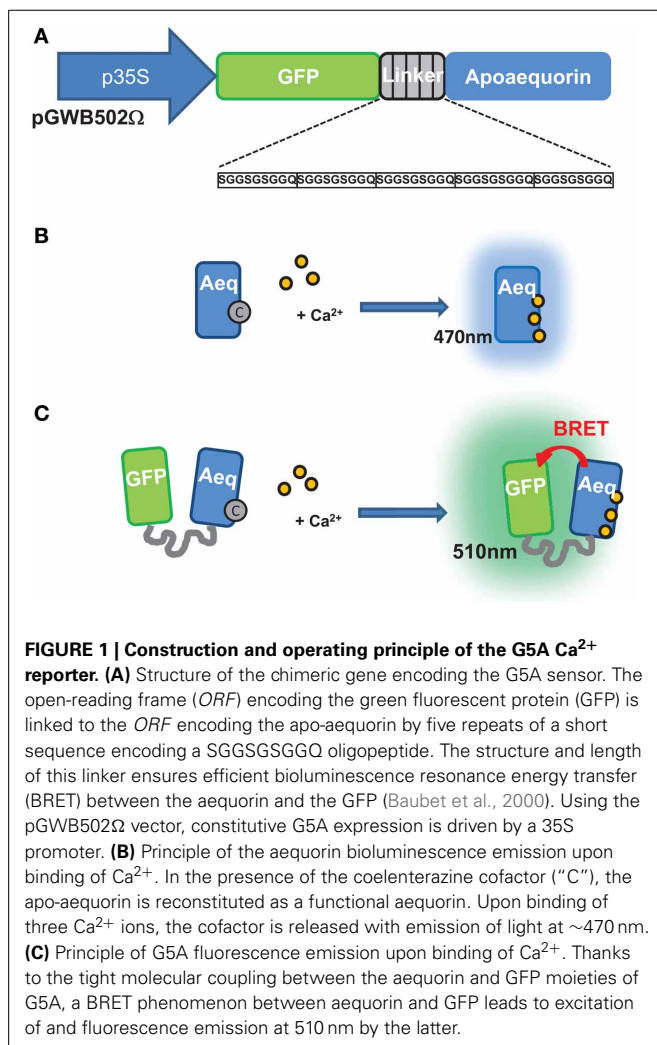 A
p35S
GFP
Linker
Apoaequorin
pGWB502Ω
SGGSGSGGQSGGSGSGGQSGGSGSGGQSGGSGSGGQSGGSGSGGQ
B
Aeq
C
+ Ca2+
Aeq
470nm
C
GFP
Aeq
C
+ Ca2+
BRET
GFP
Aeq
510nm
FIGURE 1 | Construction and operating principle of the G5A Ca2+
reporter. (A) Structure of the chimeric gene encoding the G5A sensor. The
open-reading frame (ORF) encoding the green fluorescent protein (GFP) is
linked to the ORF encoding the apo-aequorin by five repeats of a short
sequence encoding a SGGSGSGGQ oligopeptide. The structure and length
of this linker ensures efficient bioluminescence resonance energy transfer
(BRET) between the aequorin and the GFP (Baubet et al., 2000). Using the
pGWB502Ω vector, constitutive G5A expression is driven by a 35S
promoter. (B) Principle of the aequorin bioluminescence emission upon
binding of Ca2+. In the presence of the coelenterazine cofactor (“C”), the
apo-aequorin is reconstituted as a functional aequorin. Upon binding of
three Ca2+ ions, the cofactor is released with emission of light at ~470 nm.
(C) Principle of G5A fluorescence emission upon binding of Ca2+. Thanks
to the tight molecular coupling between the aequorin and GFP moieties of
G5A, a BRET phenomenon between aequorin and GFP leads to excitation
of and fluorescence emission at 510 nm by the latter.